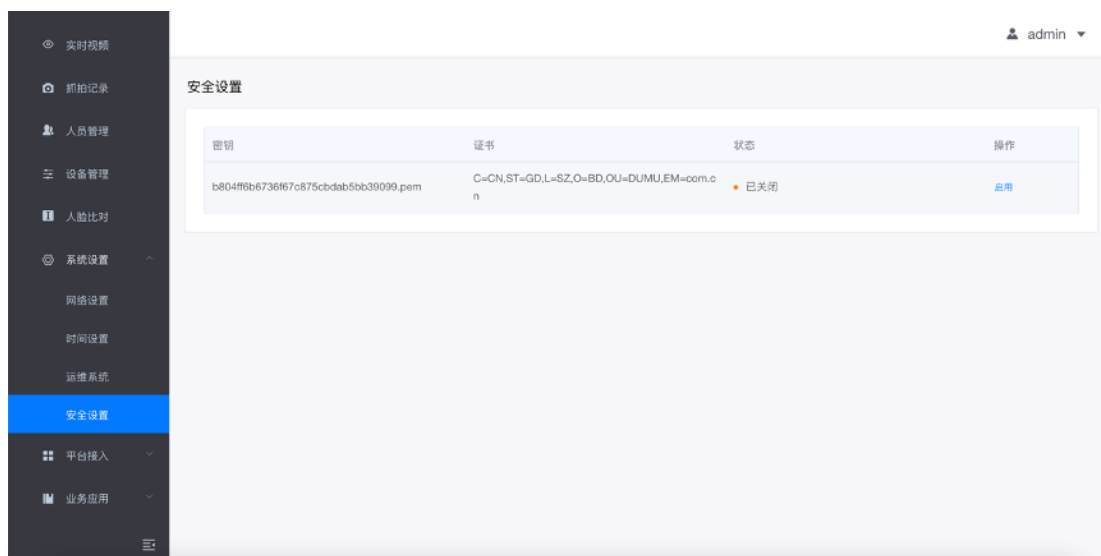 admin
实时视频
抓拍记录
人员管理
设备管理
人脸比对
系统设置
网络设置
时间设置
运维系统
安全设置
平台接入
业务应用
安全设置
密钥 证书 状态 操作
b804ff6b6736f67c875cbdab5bb39099.pem C=CN,ST=GD,L=SZ,O=BD,OU=DUMU,EM=com.c 已关闭 启用
n